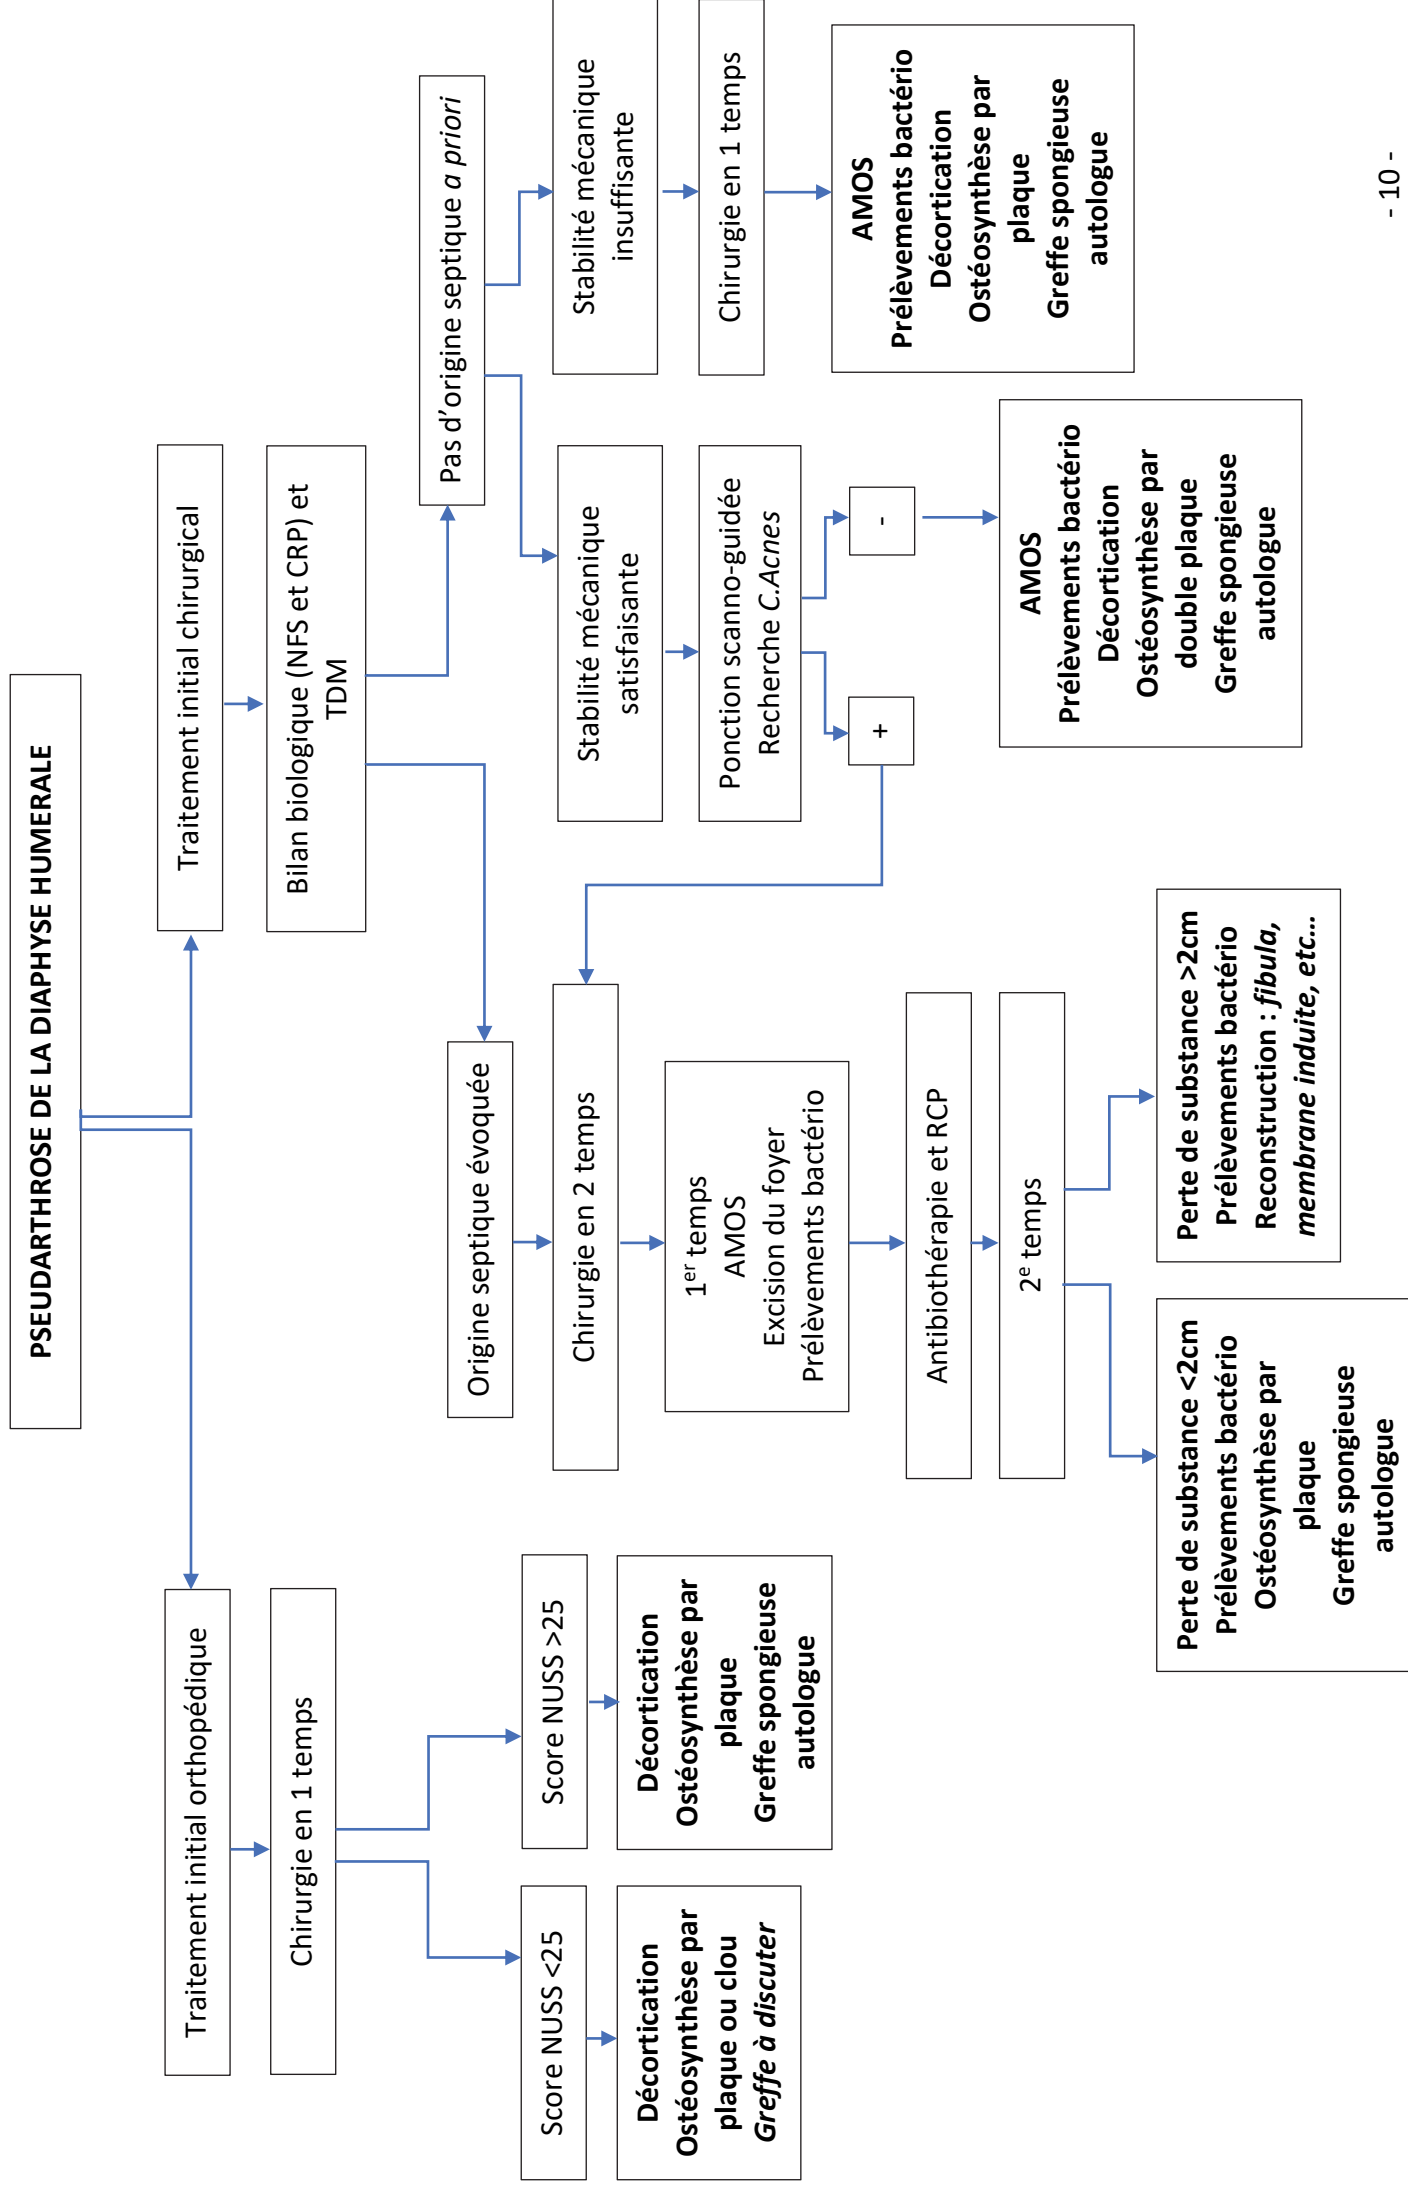 PSEUDARTHROSE DE LA DIAPHYSE HUMERALE
Traitement initial orthopédique
Chirurgie en 1 temps
Score NUSS <25
Décortication
Ostéosynthèse par
plaque ou clou
Greffe à discuter
Score NUSS >25
Décortication
Ostéosynthèse par
plaque
Greffe spongieuse
autologue
Traitement initial chirurgical
Bilan biologique (NFS et CRP) et
TDM
Origine septique évoquée
Chirurgie en 2 temps
1er temps
AMOS
Excision du foyer
Prélèvements bactério
Antibiothérapie et RCP
2e temps
Perte de substance <2cm
Prélèvements bactério
Ostéosynthèse par
plaque
Greffe spongieuse
autologue
Perte de substance >2cm
Prélèvements bactério
Reconstruction : fibula,
membrane induite, etc…
Pas d’origine septique a priori
Stabilité mécanique
satisfaisante
Ponction scanno-guidée
Recherche C.Acnes
+
-
AMOS
Prélèvements bactério
Décortication
Ostéosynthèse par
double plaque
Greffe spongieuse
autologue
Stabilité mécanique
insuffisante
Chirurgie en 1 temps
AMOS
Prélèvements bactério
Décortication
Ostéosynthèse par
plaque
Greffe spongieuse
autologue
- 10 -